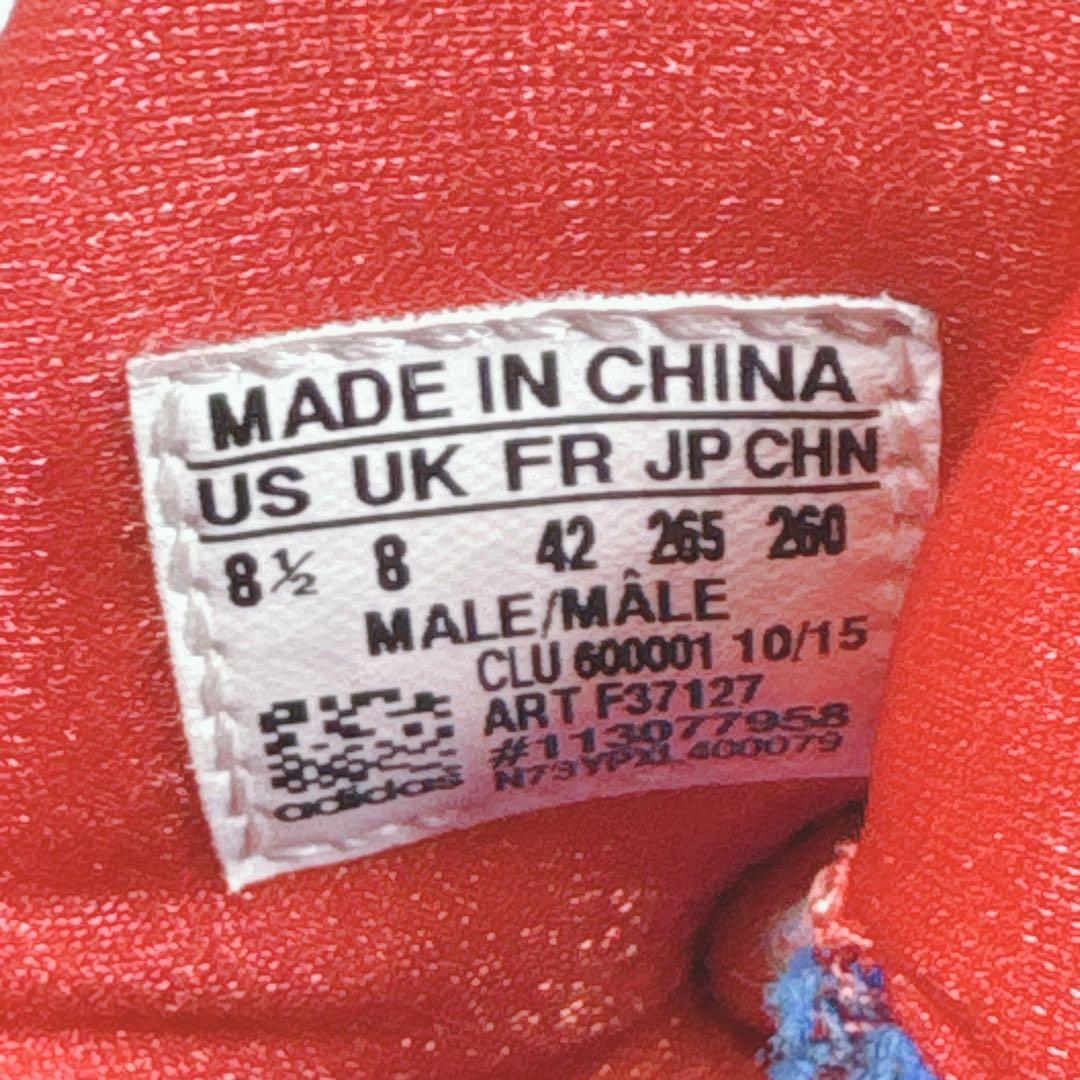 MADE IN CHINA
US UK FR JP CHN
8½ 8 42 265 260
MALE/MÂLE
CLU 600001 10/15
ART F37127
#113077958
N73YPXL400079
adidas